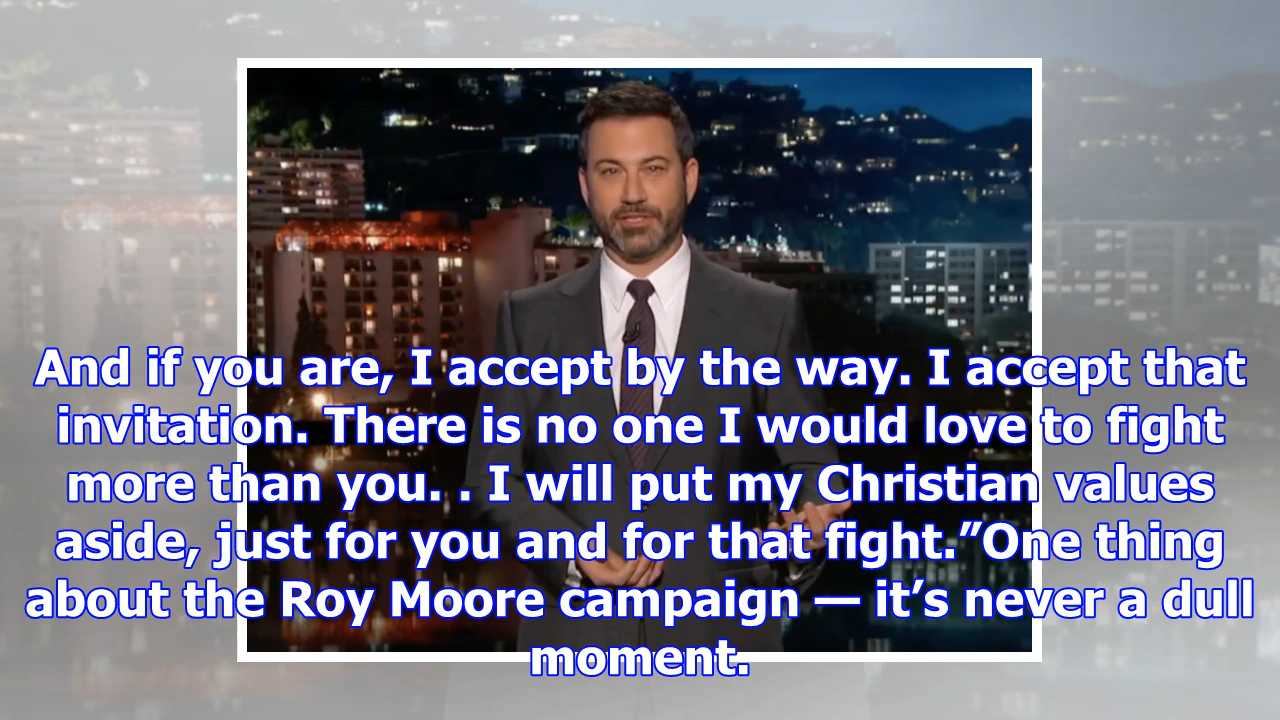 And if you are, I accept by the way. I accept that
invitation. There is no one I would love to fight
more than you. . I will put my Christian values
aside, just for you and for that fight.”One thing
about the Roy Moore campaign — it’s never a dull
moment.